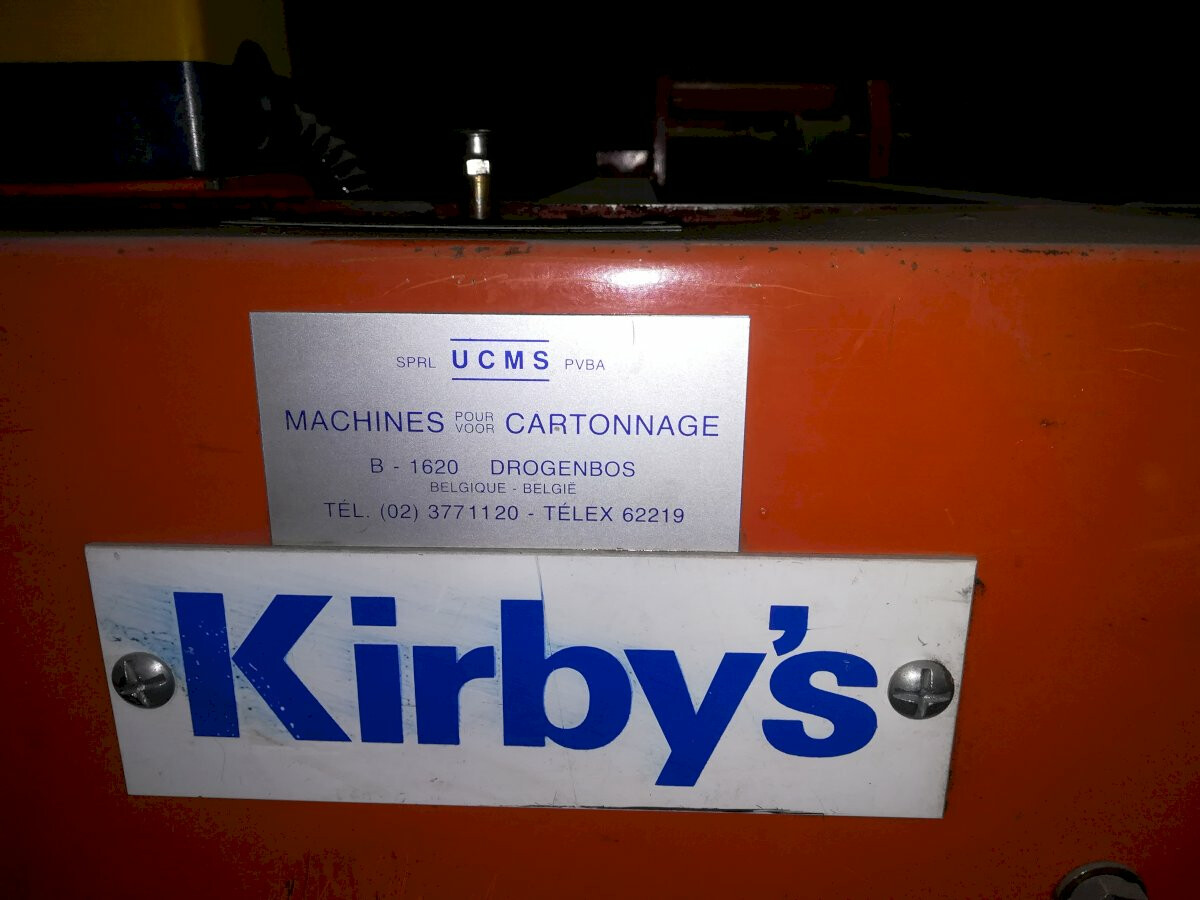 SPRL UCMS PVBA
MACHINES POUR VOOR CARTONNAGE
B - 1620 DROGENBOS
BELGIQUE - BELGIË
TÉL. (02) 3771120 - TÉLEX 62219
Kirby's